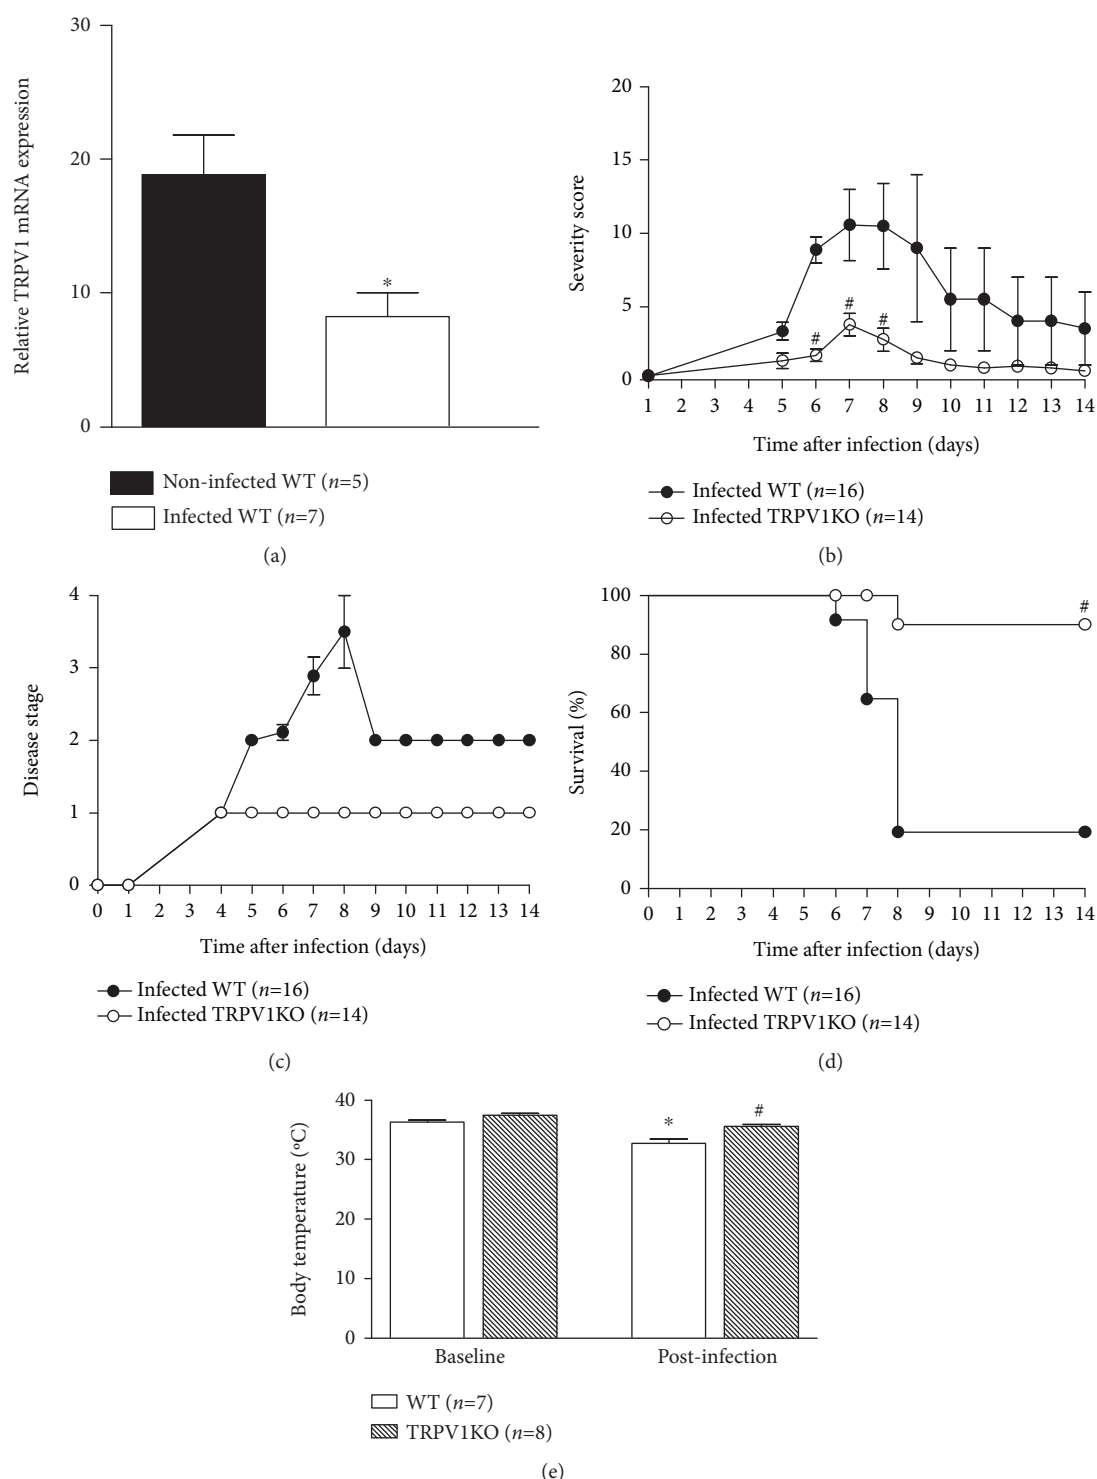 30
20
10
0
Relative TRPV1 mRNA expression
*
Non-infected WT (n=5)
Infected WT (n=7)
(a)
20
15
10
5
0
Severity score
#
#
#
1 2 3 4 5 6 7 8 9 10 11 12 13 14
Time after infection (days)
Infected WT (n=16)
Infected TRPV1KO (n=14)
(b)
4
3
2
1
0
Disease stage
0 1 2 3 4 5 6 7 8 9 10 11 12 13 14
Time after infection (days)
Infected WT (n=16)
Infected TRPV1KO (n=14)
(c)
100
80
60
40
20
0
Survival (%)
#
0 1 2 3 4 5 6 7 8 9 10 11 12 13 14
Time after infection (days)
Infected WT (n=16)
Infected TRPV1KO (n=14)
(d)
40
30
20
10
0
Body temperature (°C)
*
#
Baseline Post-infection
WT (n=7)
TRPV1KO (n=8)
(e)